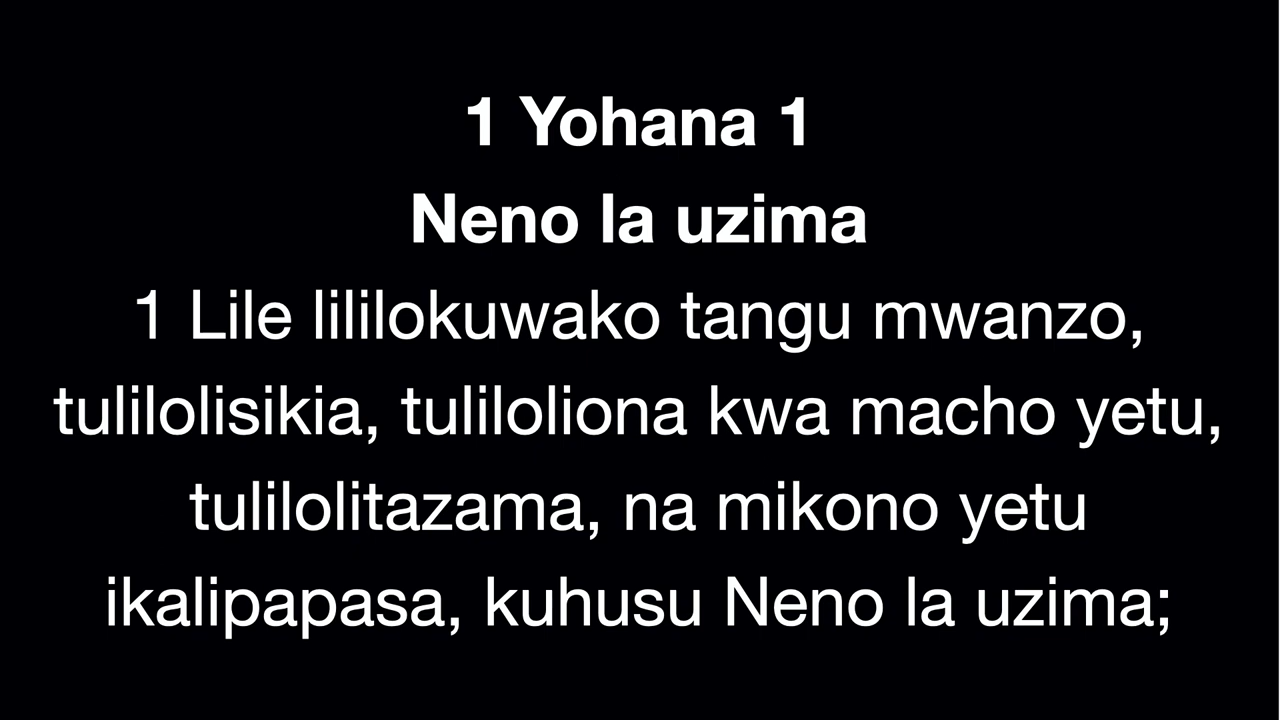 1 Yohana 1
Neno la uzima
1 Lile lililokuwako tangu mwanzo,
tulilolisikia, tuliloliona kwa macho yetu,
tulilolitazama, na mikono yetu
ikalipapasa, kuhusu Neno la uzima;